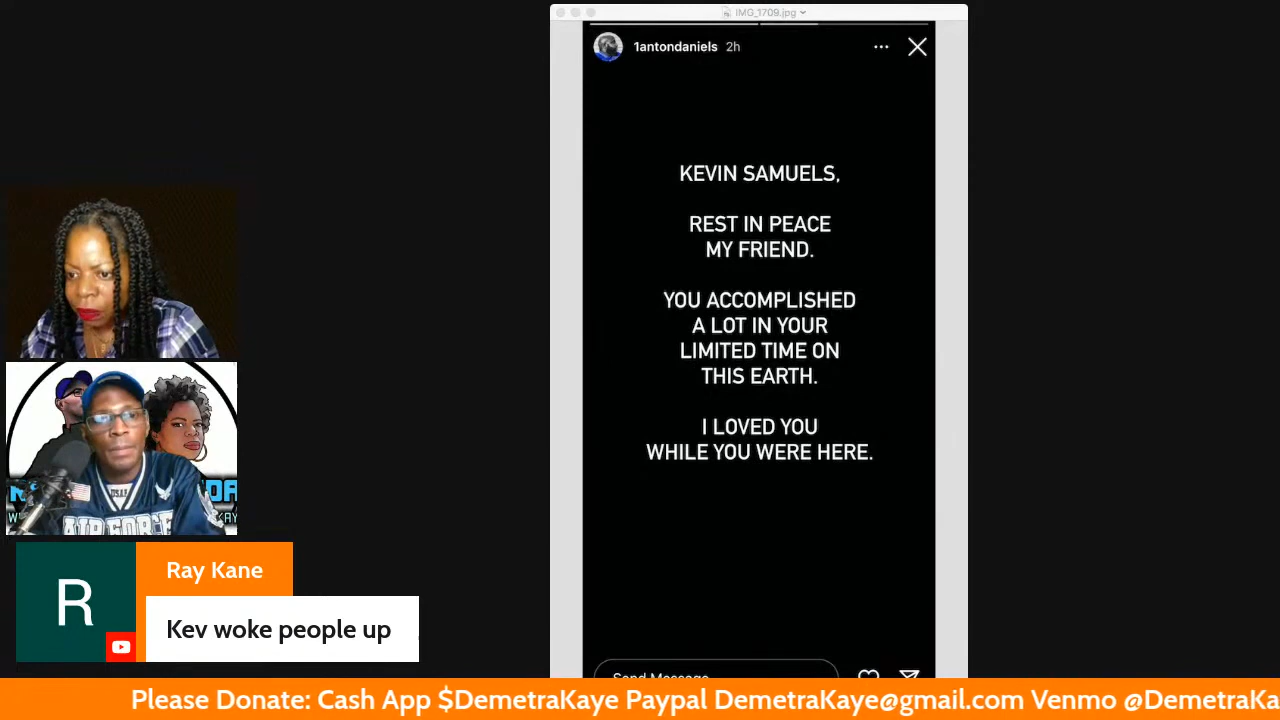 IMG_1709.jpg
1antondaniels 2h
KEVIN SAMUELS,
REST IN PEACE
MY FRIEND.
YOU ACCOMPLISHED
A LOT IN YOUR
LIMITED TIME ON
THIS EARTH.
I LOVED YOU
WHILE YOU WERE HERE.
Send Message
U.S.A.F.
AIR FORCE
R
Ray Kane
Kev woke people up
Please Donate: Cash App $DemetraKaye Paypal DemetraKaye@gmail.com Venmo @DemetraKa